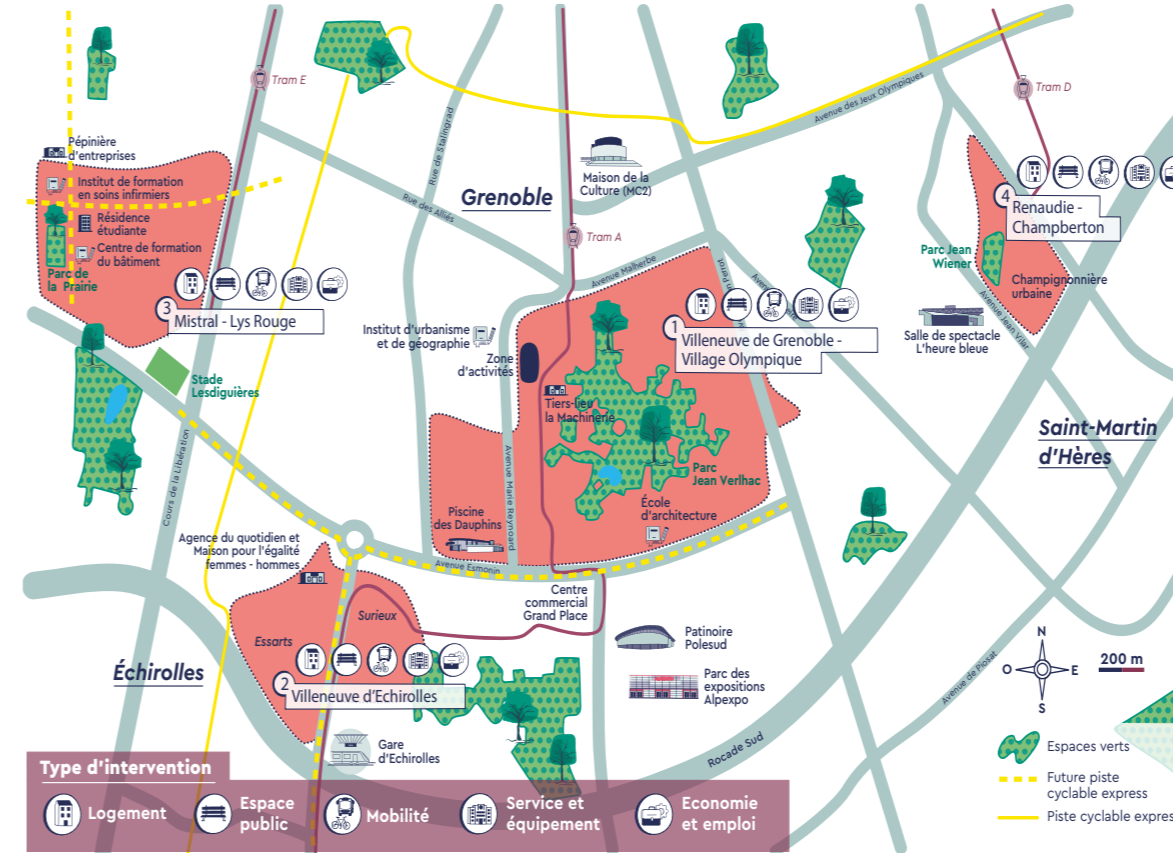 Tram E
Tram D
Avenue des Jeux Olympiques
Rue de Stalingrad
Pépinière
d'entreprises
Maison de la
Culture (MC2)
Institut de formation
en soins infirmiers
Grenoble
Rue des Alliés
4
Renaudie -
Champberton
Résidence
étudiante
Tram A
Centre de formation
du bâtiment
Parc de
la Prairie
Avenue Malherbe
Parc Jean
Wiener
Champignonnière
urbaine
3
Mistral - Lys Rouge
Institut d'urbanisme
et de géographie
1
Villeneuve de Grenoble -
Village Olympique
Avenue Jean Vilar
Salle de spectacle
L'heure bleue
Zone
d'activités
Stade
Lesdiguières
Tiers-lieu
la Machinerie
Saint-Martin
d'Hères
Cours de la Libération
Avenue Marie Reynoard
Parc
Jean Verlhac
École
d'architecture
Piscine
des Dauphins
Agence du quotidien et
Maison pour l'égalité
femmes - hommes
Avenue Esmonin
Centre
commercial
Grand Place
Surieux
Essarts
Patinoire
Polesud
N
O
E
S
200 m
Échirolles
2
Villeneuve d'Echirolles
Parc des
expositions
Alpexpo
Gare
d'Echirolles
Rocade Sud
Espaces verts
Future piste
cyclable express
Piste cyclable expres
Type d'intervention
Logement
Espace
public
Mobilité
Service et
équipement
Economie
et emploi